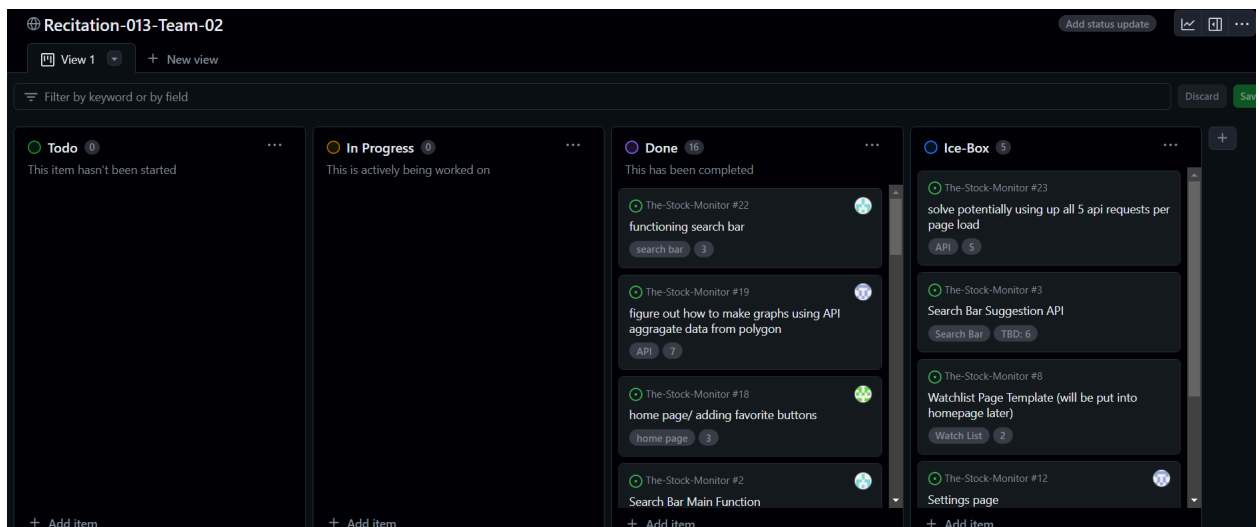 Recitation-013-Team-02
Add status update
View 1
+ New view
Filter by keyword or by field
Discard
Sav
Todo 0
This item hasn't been started
+ Add item
In Progress 0
This is actively being worked on
+ Add item
Done 16
This has been completed
The-Stock-Monitor #22
functioning search bar
search bar 3
The-Stock-Monitor #19
figure out how to make graphs using API
aggragate data from polygon
API 7
The-Stock-Monitor #18
home page/ adding favorite buttons
home page 3
The-Stock-Monitor #2
Search Bar Main Function
+ Add item
Ice-Box 5
The-Stock-Monitor #23
solve potentially using up all 5 api requests per
page load
API 5
The-Stock-Monitor #3
Search Bar Suggestion API
Search Bar TBD: 6
The-Stock-Monitor #8
Watchlist Page Template (will be put into
homepage later)
Watch List 2
The-Stock-Monitor #12
Settings page
+ Add item